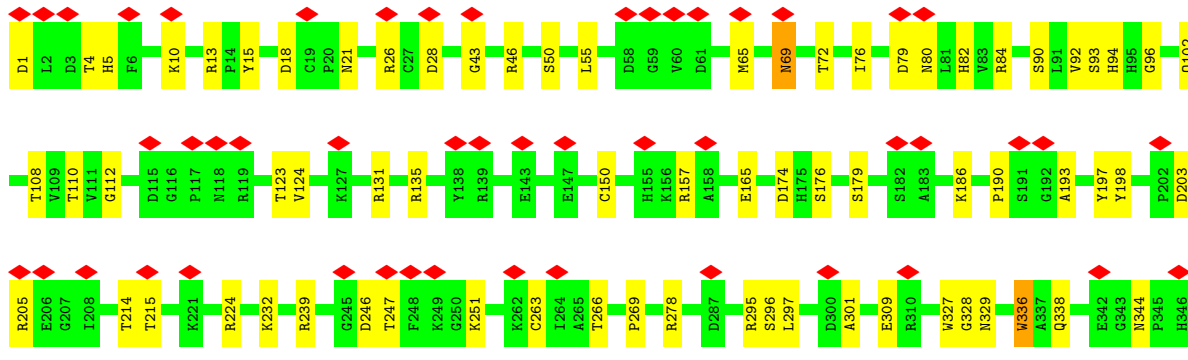 D1 L2 D3 T4 H5 F6 K10 R13 P14 Y15 D18 C19 P20 N21 R26 C27 D28 G43 R46 S50 L55 D58 G59 V60 D61 M65 N69 T72 I76 D79 N80 L81 H82 V83 R84 S90 L91 V92 S93 H94 H95 G96 Q102
T108 V109 T110 V111 G112 D115 G116 P117 N118 R119 T123 V124 K127 R131 R135 Y138 R139 E143 E147 C150 H155 K156 R157 A158 E165 D174 H175 S176 S179 S182 A183 K186 P190 S191 G192 A193 Y197 Y198 P202 D203
R205 E206 G207 I208 T214 T215 K221 R224 K232 R239 G245 D246 T247 F248 K249 G250 K251 K262 C263 I264 A265 T266 P269 R278 D287 R295 S296 L297 D300 A301 E309 R310 W327 G328 N329 W336 A337 Q338 E342 G343 N344 P345 H346